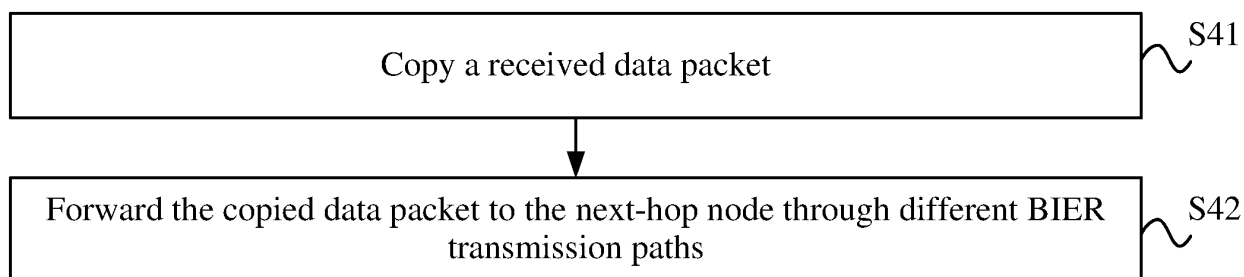 Copy a received data packet
S41
Forward the copied data packet to the next-hop node through different BIER
transmission paths
S42